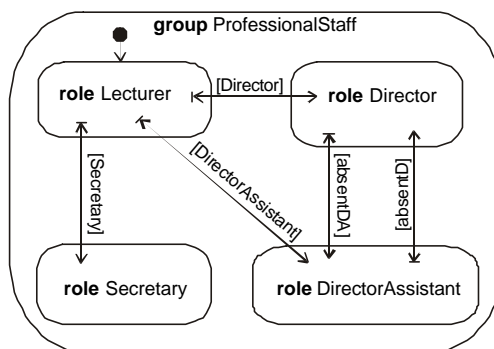 group ProfessionalStaff
role Lecturer
[Director]
role Director
[Secretary]
[DirectorAssistant]
[absentDA]
[absentD]
role Secretary
role DirectorAssistant